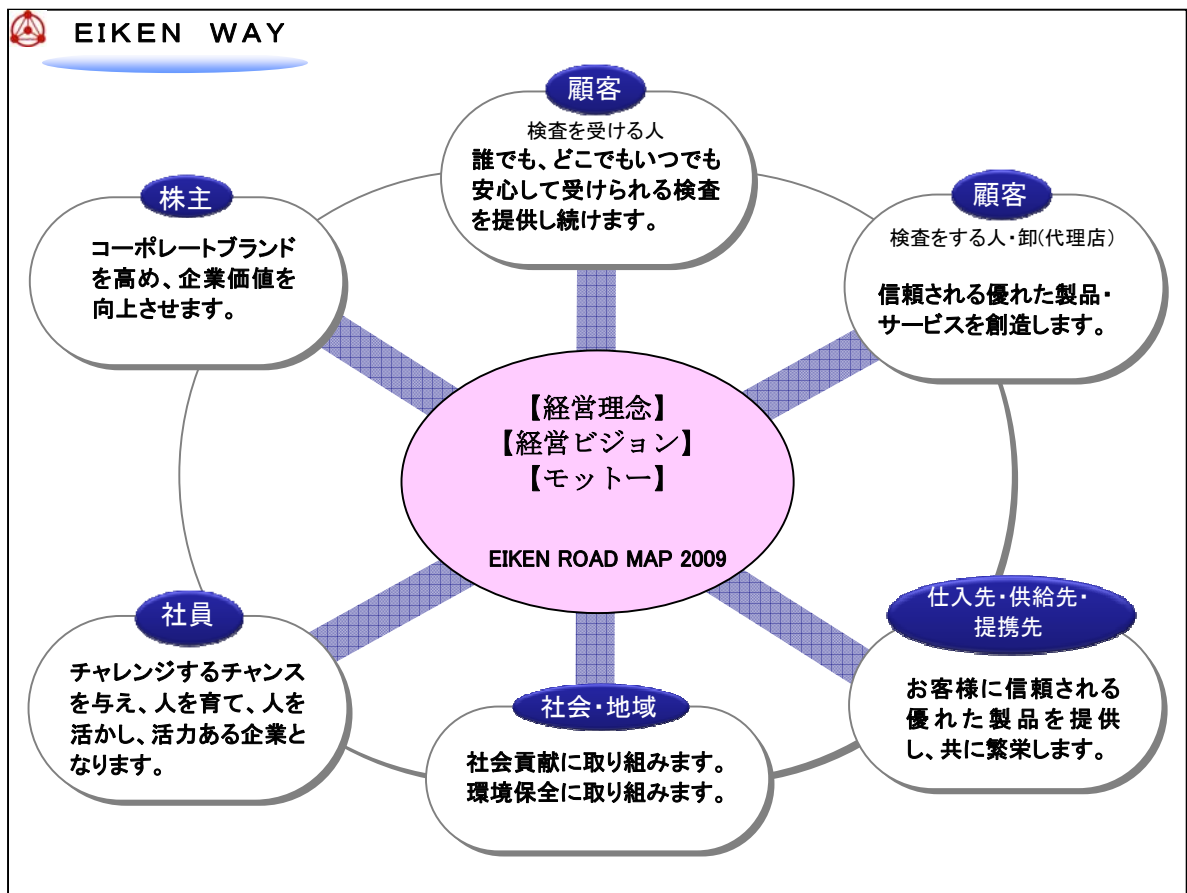 EIKEN WAY
顧客
検査を受ける人
誰でも、どこでもいつでも
安心して受けられる検査
を提供し続けます。
株主
コーポレートブランド
を高め、企業価値を
向上させます。
顧客
検査をする人・卸(代理店)
信頼される優れた製品・
サービスを創造します。
【経営理念】
【経営ビジョン】
【モットー】
EIKEN ROAD MAP 2009
社員
チャレンジするチャンス
を与え、人を育て、人を
活かし、活力ある企業と
なります。
社会・地域
社会貢献に取り組みます。
環境保全に取り組みます。
仕入先・供給先・
提携先
お客様に信頼される
優れた製品を提供
し、共に繁栄します。